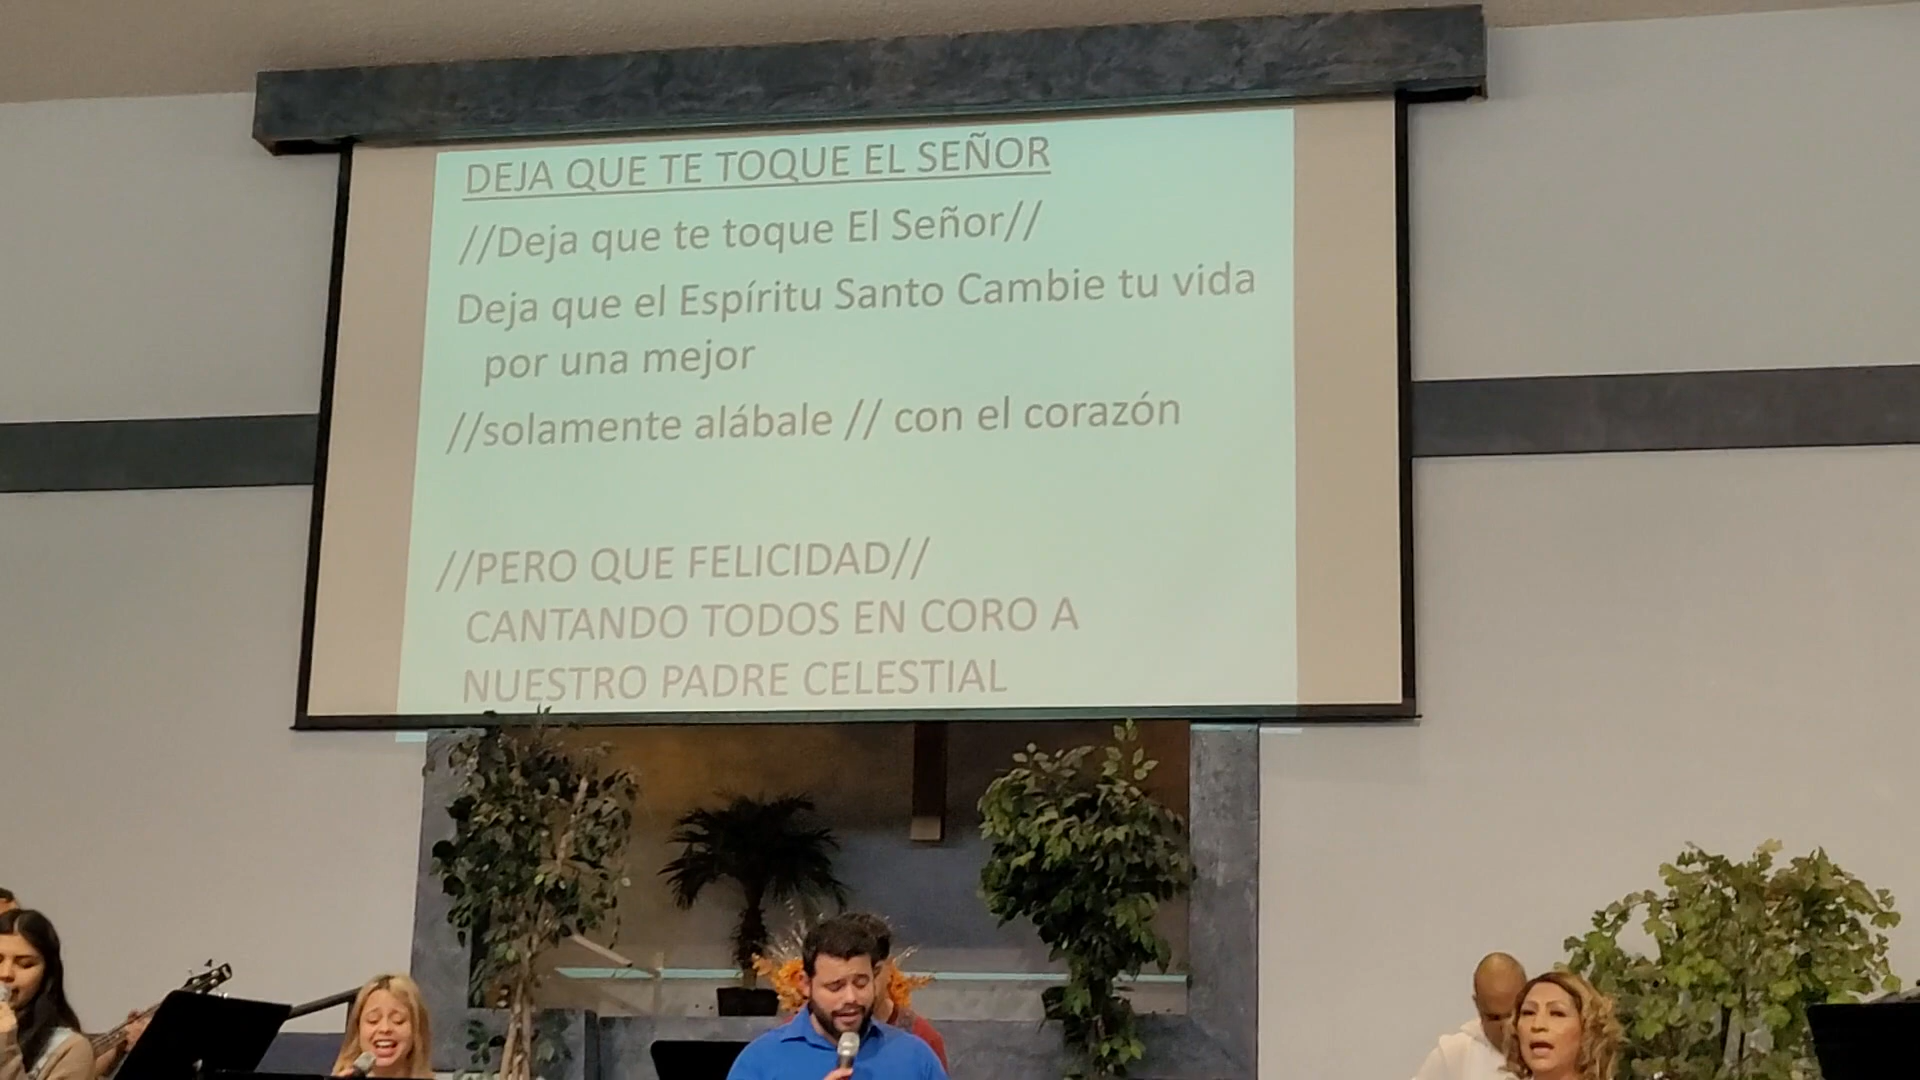 DEJA QUE TE TOQUE EL SEÑOR
//Deja que te toque El Señor//
Deja que el Espíritu Santo Cambie tu vida
por una mejor
//solamente alábale // con el corazón
//PERO QUE FELICIDAD//
CANTANDO TODOS EN CORO A
NUESTRO PADRE CELESTIAL